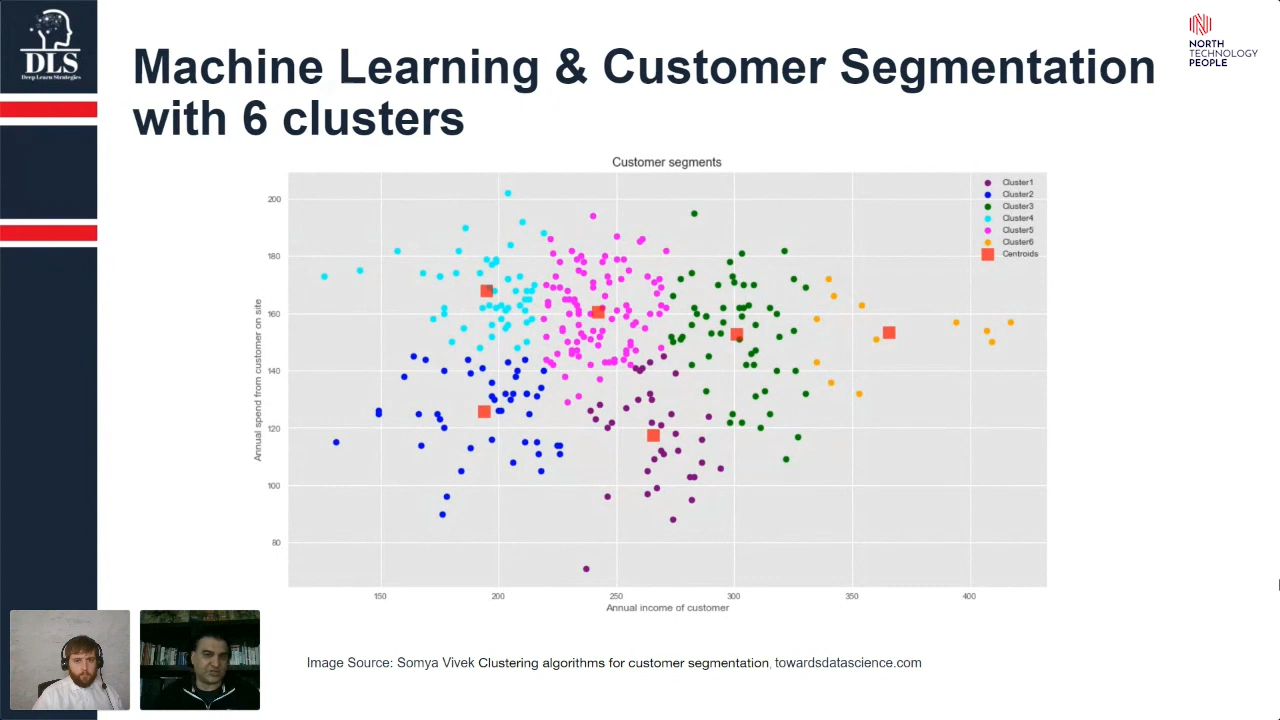 DLS
Deep Learn Strategies
Machine Learning & Customer Segmentation
with 6 clusters
NORTH
TECHNOLOGY
PEOPLE
Customer segments
Cluster1
Cluster2
Cluster3
Cluster4
Cluster5
Cluster6
Centroids
Annual spend from customer on site
200
180
160
140
120
100
80
150
200
250
300
350
400
Annual income of customer
Image Source: Somya Vivek Clustering algorithms for customer segmentation, towardsdatascience.com